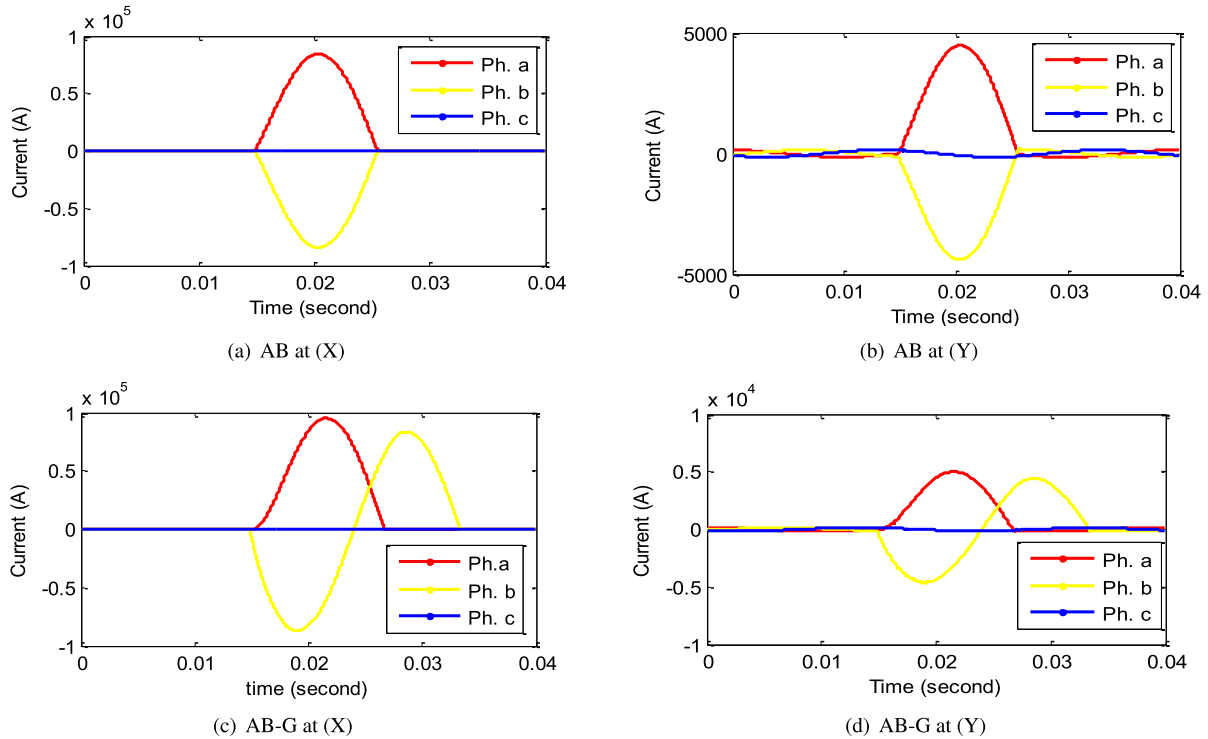 x 10^5
1
0.5
0
-0.5
-1
Current (A)
Ph. a
Ph. b
Ph. c
0 0.01 0.02 0.03 0.04
Time (second)
(a) AB at (X)
5000
0
-5000
Current (A)
Ph. a
Ph. b
Ph. c
0 0.01 0.02 0.03 0.04
Time (second)
(b) AB at (Y)
x 10^5
1
0.5
0
-0.5
-1
Current (A)
Ph.a
Ph. b
Ph. c
0 0.01 0.02 0.03 0.04
time (second)
(c) AB-G at (X)
x 10^4
1
0.5
0
-0.5
-1
Current (A)
Ph. a
Ph. b
Ph. c
0 0.01 0.02 0.03 0.04
Time (second)
(d) AB-G at (Y)